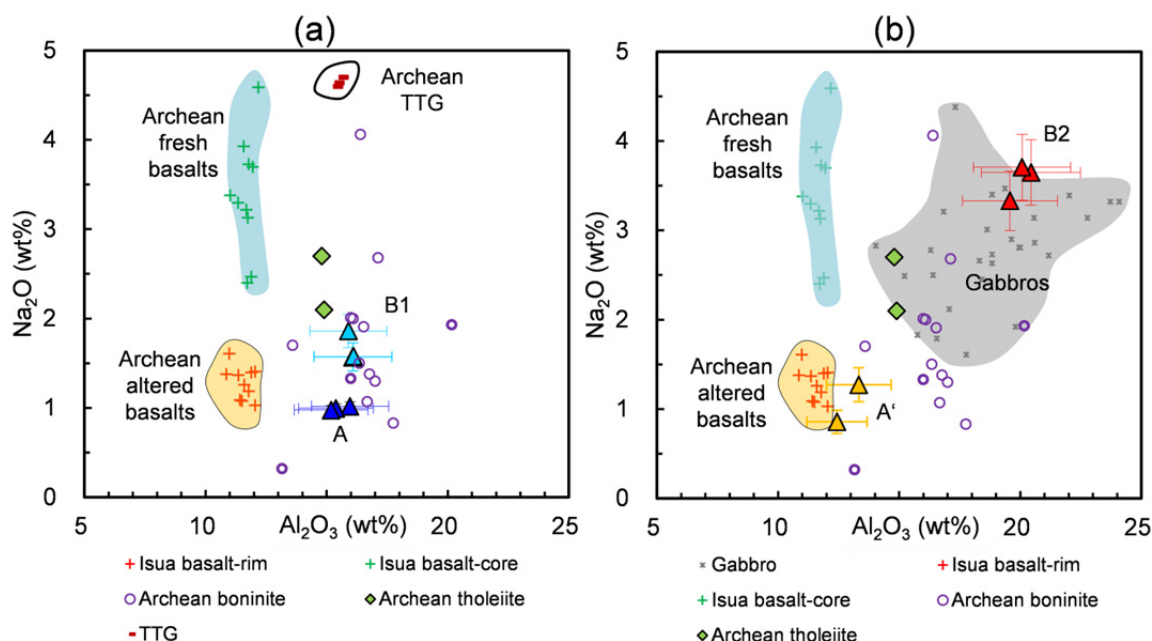 (a)
5
4
3
2
1
0
Na₂O (wt%)
Archean
fresh
basalts
Archean
TTG
B1
Archean
altered
basalts
A
5 10 15 20 25
Al₂O₃ (wt%)
Isua basalt-rim
Isua basalt-core
Archean boninite
Archean tholeiite
TTG
(b)
5
4
3
2
1
0
Na₂O (wt%)
Archean
fresh
basalts
B2
Gabbros
Archean
altered
basalts
A‘
5 10 15 20 25
Al₂O₃ (wt%)
Gabbro
Isua basalt-rim
Isua basalt-core
Archean boninite
Archean tholeiite